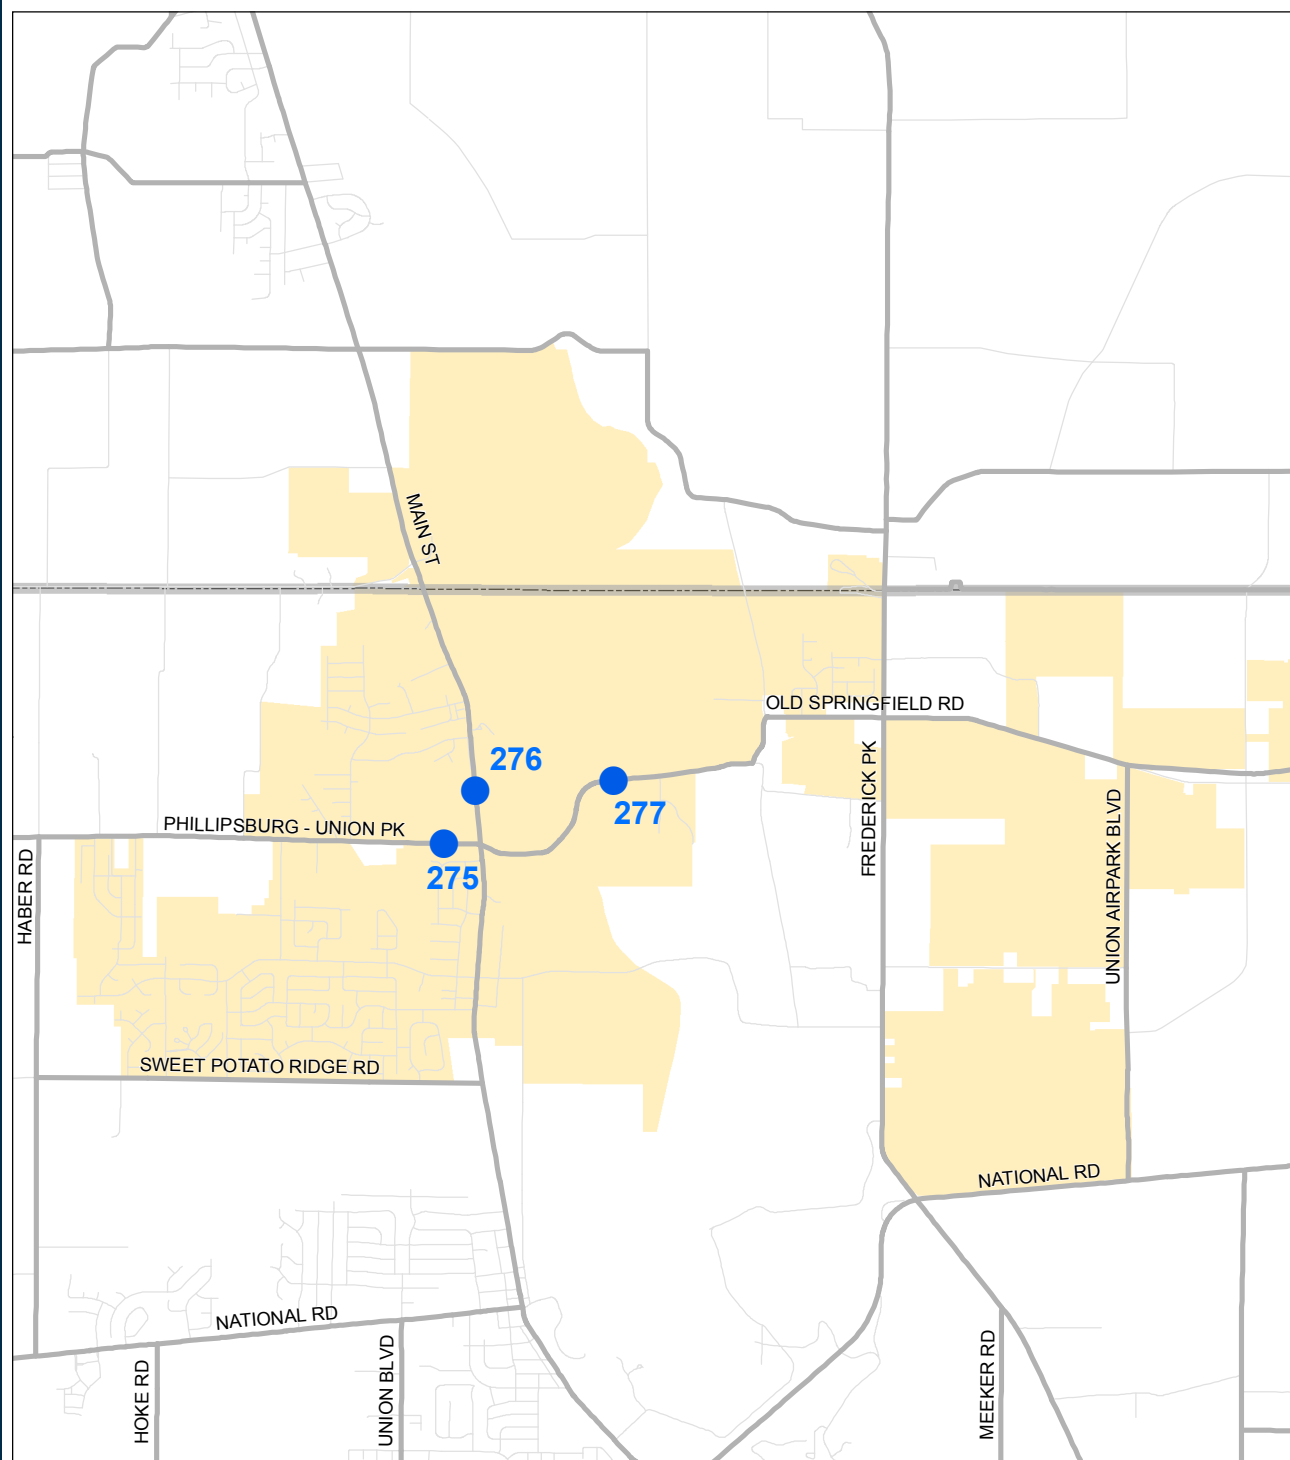 MAIN ST
OLD SPRINGFIELD RD
276
FREDERICK PK
277
UNION AIRPARK BLVD
PHILLIPSBURG - UNION PK
HABER RD
275
SWEET POTATO RIDGE RD
NATIONAL RD
NATIONAL RD
HOKE RD
UNION BLVD
MEEKER RD